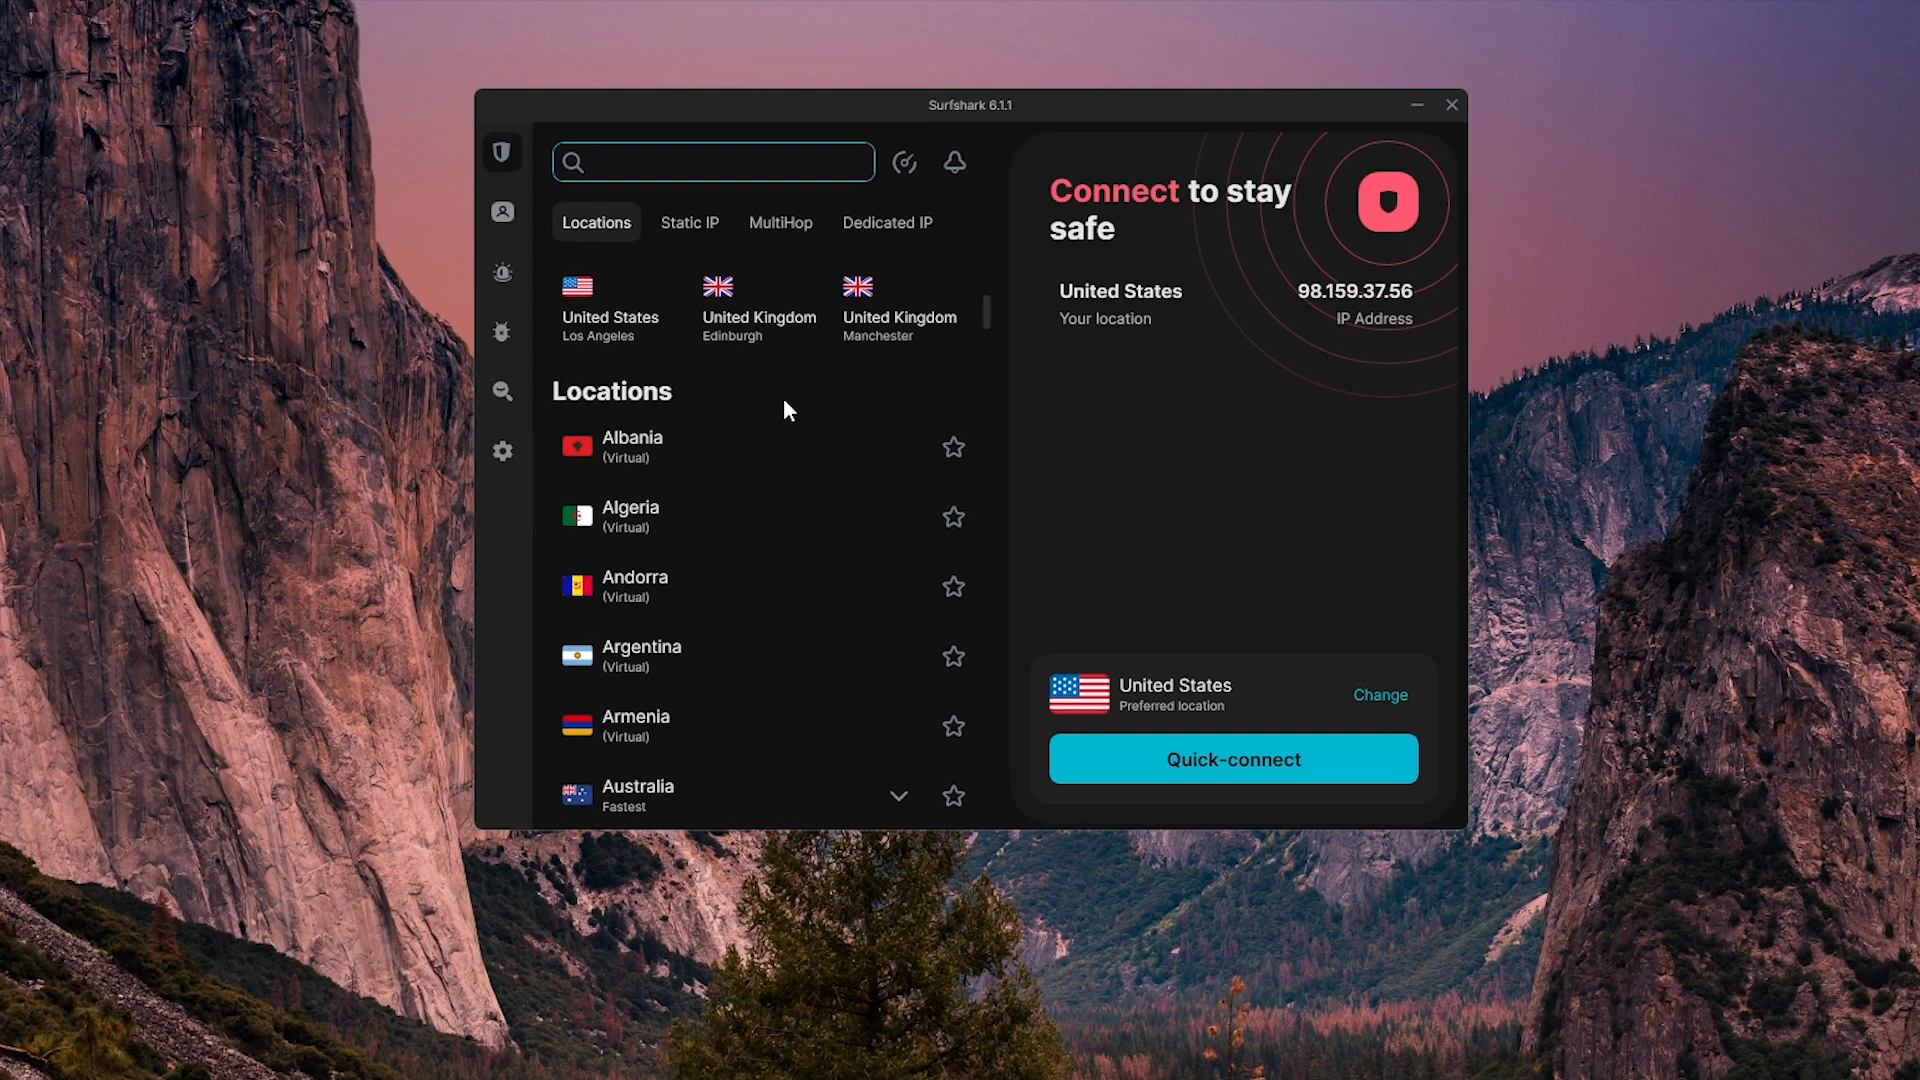 Surfshark 6.1.1
Locations
Static IP
MultiHop
Dedicated IP
United States
Los Angeles
United Kingdom
Edinburgh
United Kingdom
Manchester
Locations
Albania
(Virtual)
Algeria
(Virtual)
Andorra
(Virtual)
Argentina
(Virtual)
Armenia
(Virtual)
Australia
Fastest
Connect to stay
safe
United States
Your location
98.159.37.56
IP Address
United States
Preferred location
Change
Quick-connect